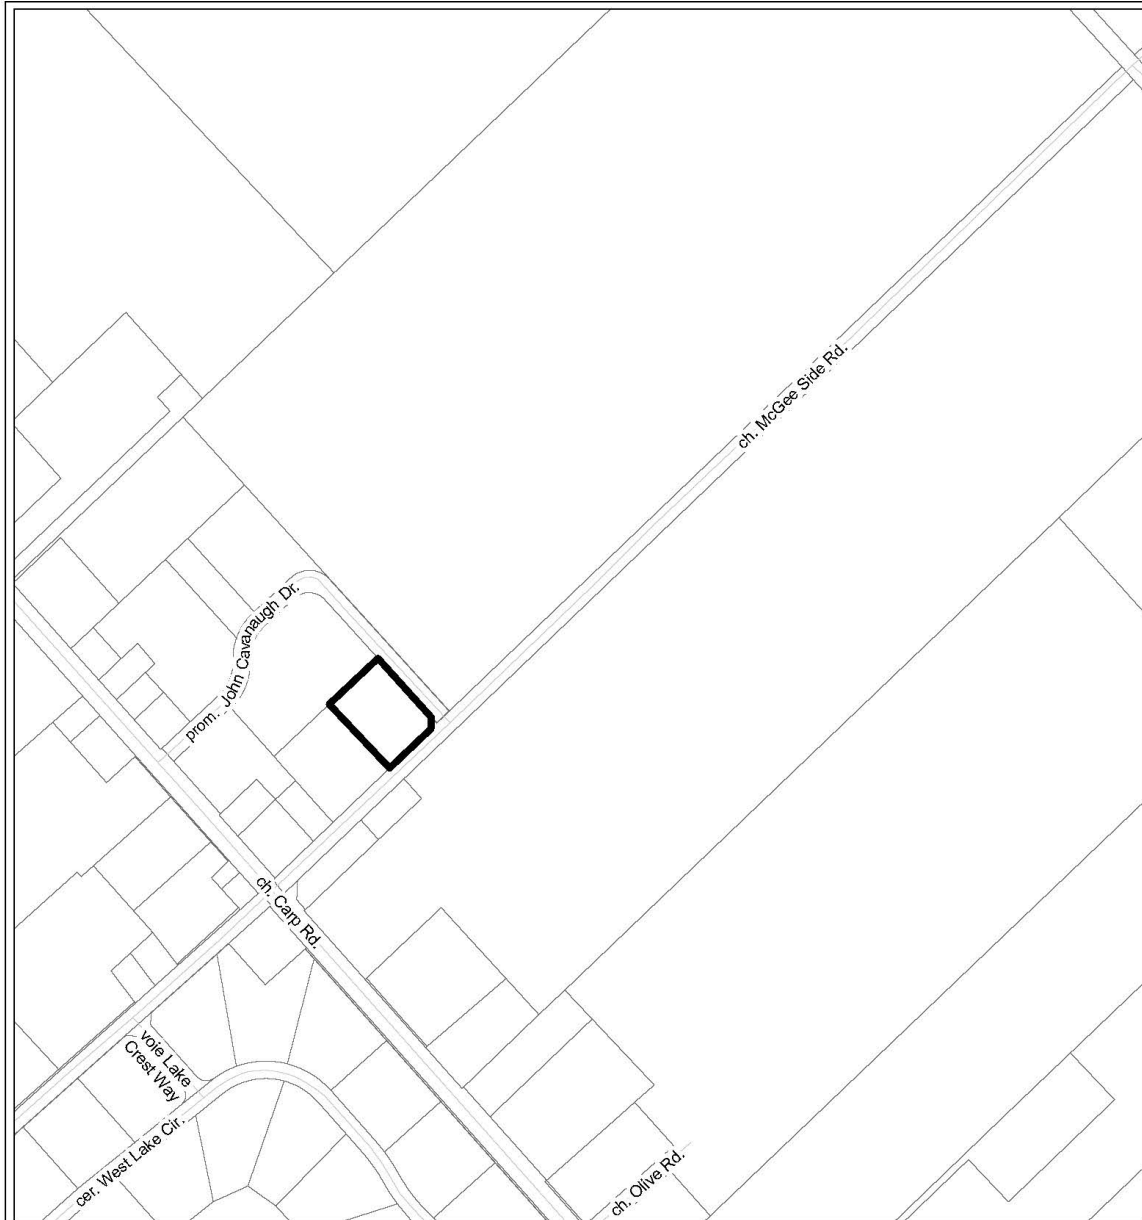 ch. McGee Side Rd.
prom. John Cavanaugh Dr.
ch. Carp Rd.
voie Lake
Crest Way
cer. West Lake Cir.
ch. Olive Rd.